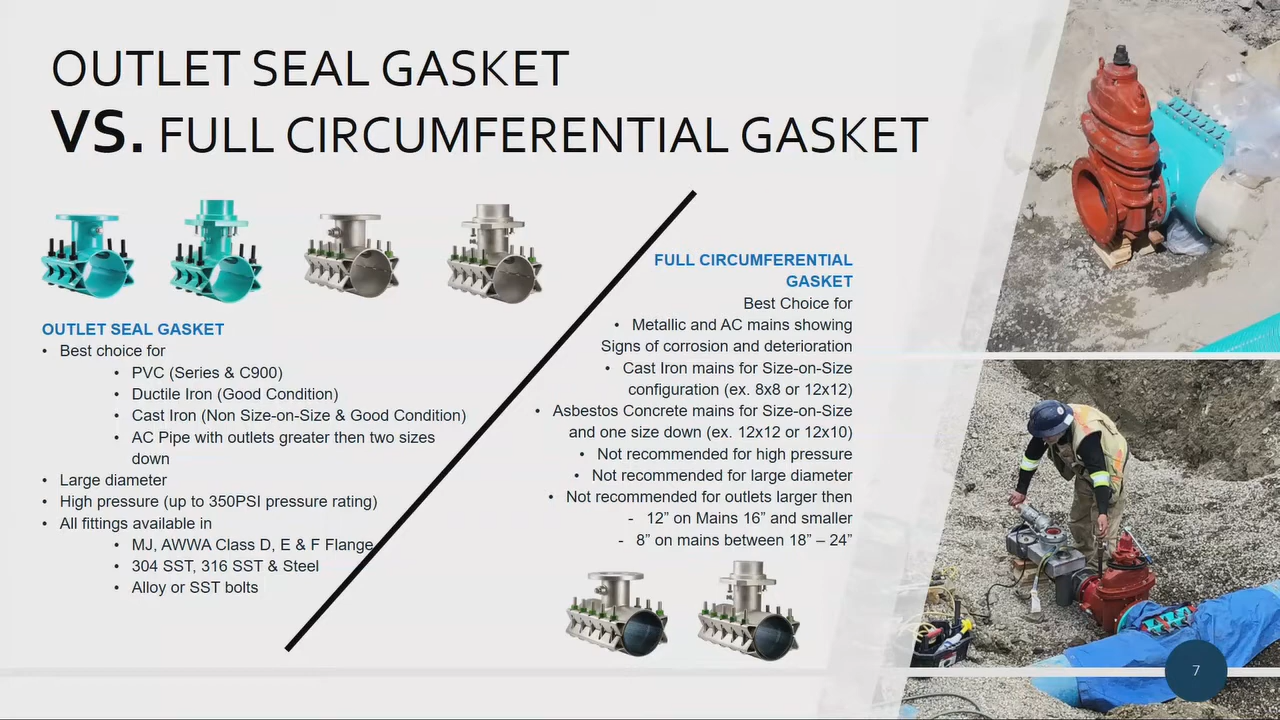 OUTLET SEAL GASKET
VS. FULL CIRCUMFERENTIAL GASKET
OUTLET SEAL GASKET
• Best choice for
• PVC (Series & C900)
• Ductile Iron (Good Condition)
• Cast Iron (Non Size-on-Size & Good Condition)
• AC Pipe with outlets greater then two sizes
down
• Large diameter
• High pressure (up to 350PSI pressure rating)
• All fittings available in
• MJ, AWWA Class D, E & F Flange
• 304 SST, 316 SST & Steel
• Alloy or SST bolts
FULL CIRCUMFERENTIAL
GASKET
Best Choice for
• Metallic and AC mains showing
Signs of corrosion and deterioration
• Cast Iron mains for Size-on-Size
configuration (ex. 8x8 or 12x12)
• Asbestos Concrete mains for Size-on-Size
and one size down (ex. 12x12 or 12x10)
• Not recommended for high pressure
• Not recommended for large diameter
• Not recommended for outlets larger then
- 12” on Mains 16” and smaller
- 8” on mains between 18” – 24”
7